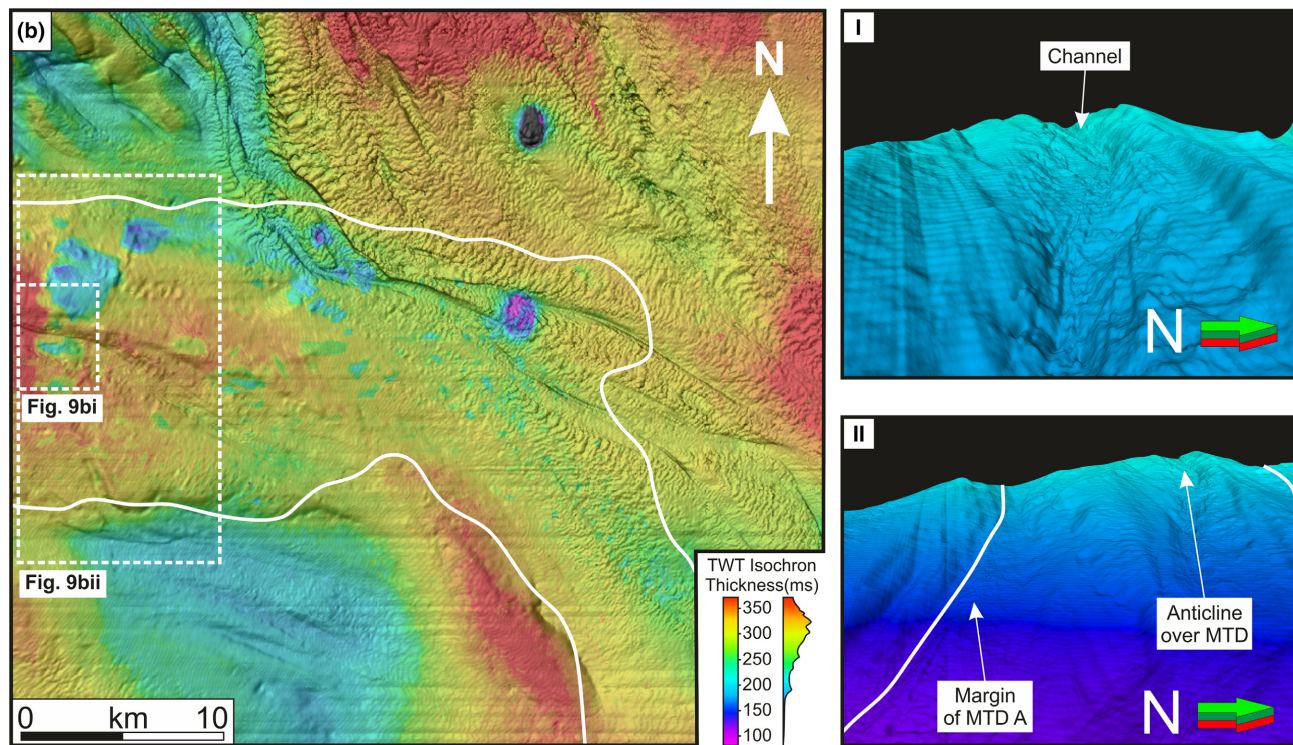 (b)
N
Fig. 9bi
Fig. 9bii
0 km 10
TWT Isochron
Thickness(ms)
350
300
250
200
150
100
I
Channel
N
II
Anticline
over MTD
Margin
of MTD A
N